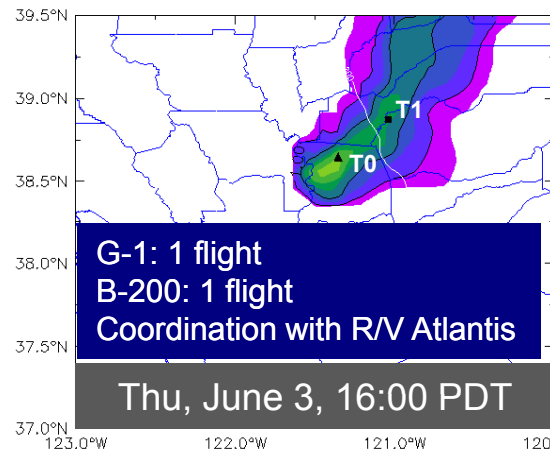 39.5°N
39.0°N
T1
T0
38.5°N
G-1: 1 flight
B-200: 1 flight
Coordination with R/V Atlantis
38.0°N
37.5°N
Thu, June 3, 16:00 PDT
37.0°N
123.0°W
122.0°W
121.0°W
120